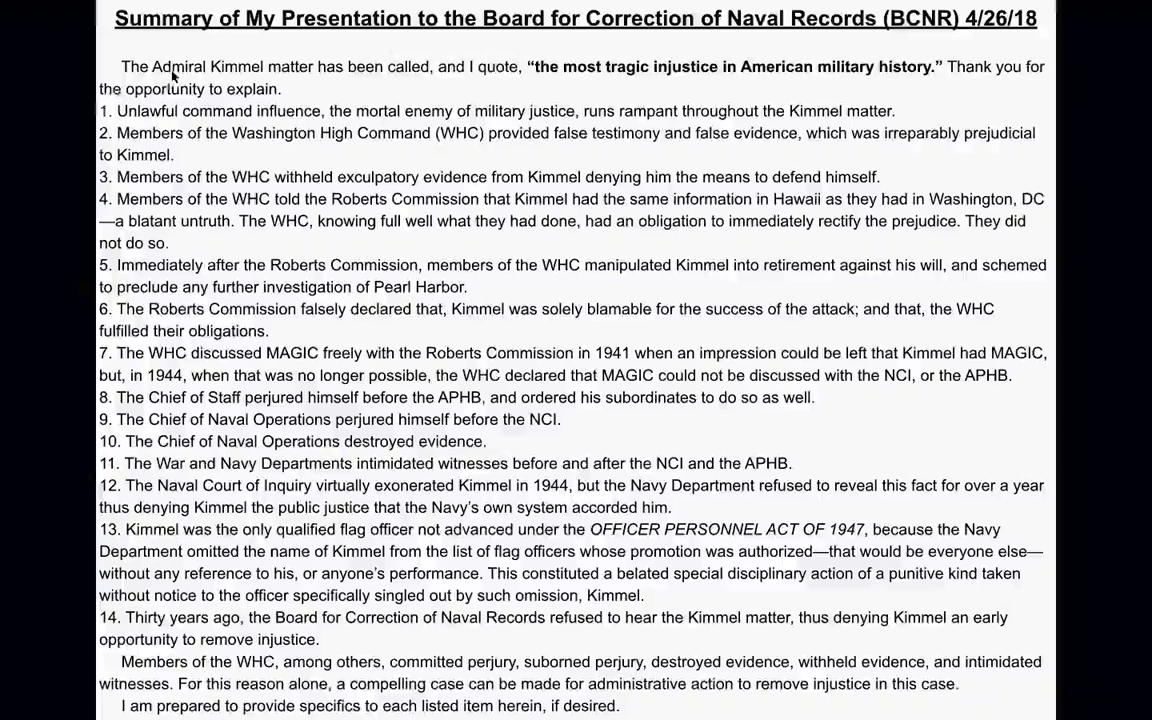 Summary of My Presentation to the Board for Correction of Naval Records (BCNR) 4/26/18
The Admiral Kimmel matter has been called, and I quote, “the most tragic injustice in American military history.” Thank you for
the opportunity to explain.
1. Unlawful command influence, the mortal enemy of military justice, runs rampant throughout the Kimmel matter.
2. Members of the Washington High Command (WHC) provided false testimony and false evidence, which was irreparably prejudicial
to Kimmel.
3. Members of the WHC withheld exculpatory evidence from Kimmel denying him the means to defend himself.
4. Members of the WHC told the Roberts Commission that Kimmel had the same information in Hawaii as they had in Washington, DC
—a blatant untruth. The WHC, knowing full well what they had done, had an obligation to immediately rectify the prejudice. They did
not do so.
5. Immediately after the Roberts Commission, members of the WHC manipulated Kimmel into retirement against his will, and schemed
to preclude any further investigation of Pearl Harbor.
6. The Roberts Commission falsely declared that, Kimmel was solely blamable for the success of the attack; and that, the WHC
fulfilled their obligations.
7. The WHC discussed MAGIC freely with the Roberts Commission in 1941 when an impression could be left that Kimmel had MAGIC,
but, in 1944, when that was no longer possible, the WHC declared that MAGIC could not be discussed with the NCI, or the APHB.
8. The Chief of Staff perjured himself before the APHB, and ordered his subordinates to do so as well.
9. The Chief of Naval Operations perjured himself before the NCI.
10. The Chief of Naval Operations destroyed evidence.
11. The War and Navy Departments intimidated witnesses before and after the NCI and the APHB.
12. The Naval Court of Inquiry virtually exonerated Kimmel in 1944, but the Navy Department refused to reveal this fact for over a year
thus denying Kimmel the public justice that the Navy’s own system accorded him.
13. Kimmel was the only qualified flag officer not advanced under the OFFICER PERSONNEL ACT OF 1947, because the Navy
Department omitted the name of Kimmel from the list of flag officers whose promotion was authorized—that would be everyone else—
without any reference to his, or anyone’s performance. This constituted a belated special disciplinary action of a punitive kind taken
without notice to the officer specifically singled out by such omission, Kimmel.
14. Thirty years ago, the Board for Correction of Naval Records refused to hear the Kimmel matter, thus denying Kimmel an early
opportunity to remove injustice.
Members of the WHC, among others, committed perjury, suborned perjury, destroyed evidence, withheld evidence, and intimidated
witnesses. For this reason alone, a compelling case can be made for administrative action to remove injustice in this case.
I am prepared to provide specifics to each listed item herein, if desired.